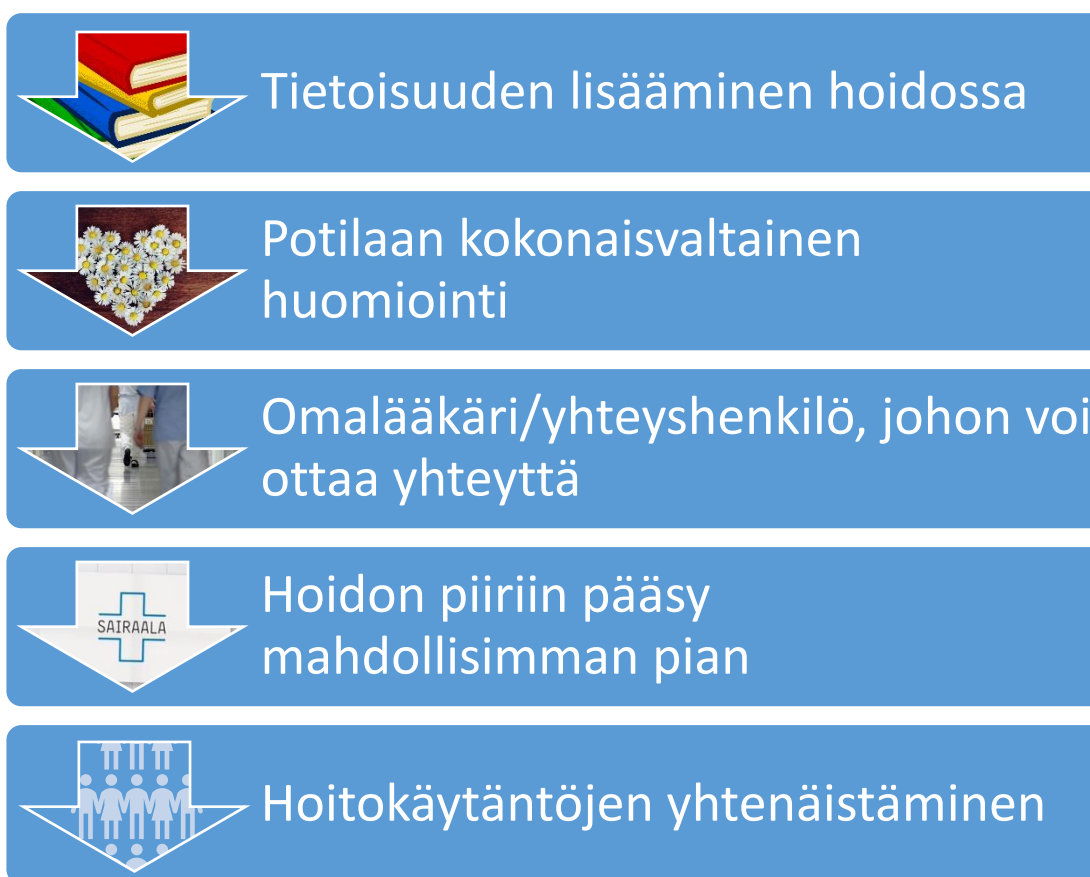 Tietoisuuden lisääminen hoidossa
Potilaan kokonaisvaltainen
huomiointi
Omalääkäri/yhteyshenkilö, johon voi
ottaa yhteyttä
SAIRAALA
Hoidon piiriin pääsy
mahdollisimman pian
Hoitokäytäntöjen yhtenäistäminen